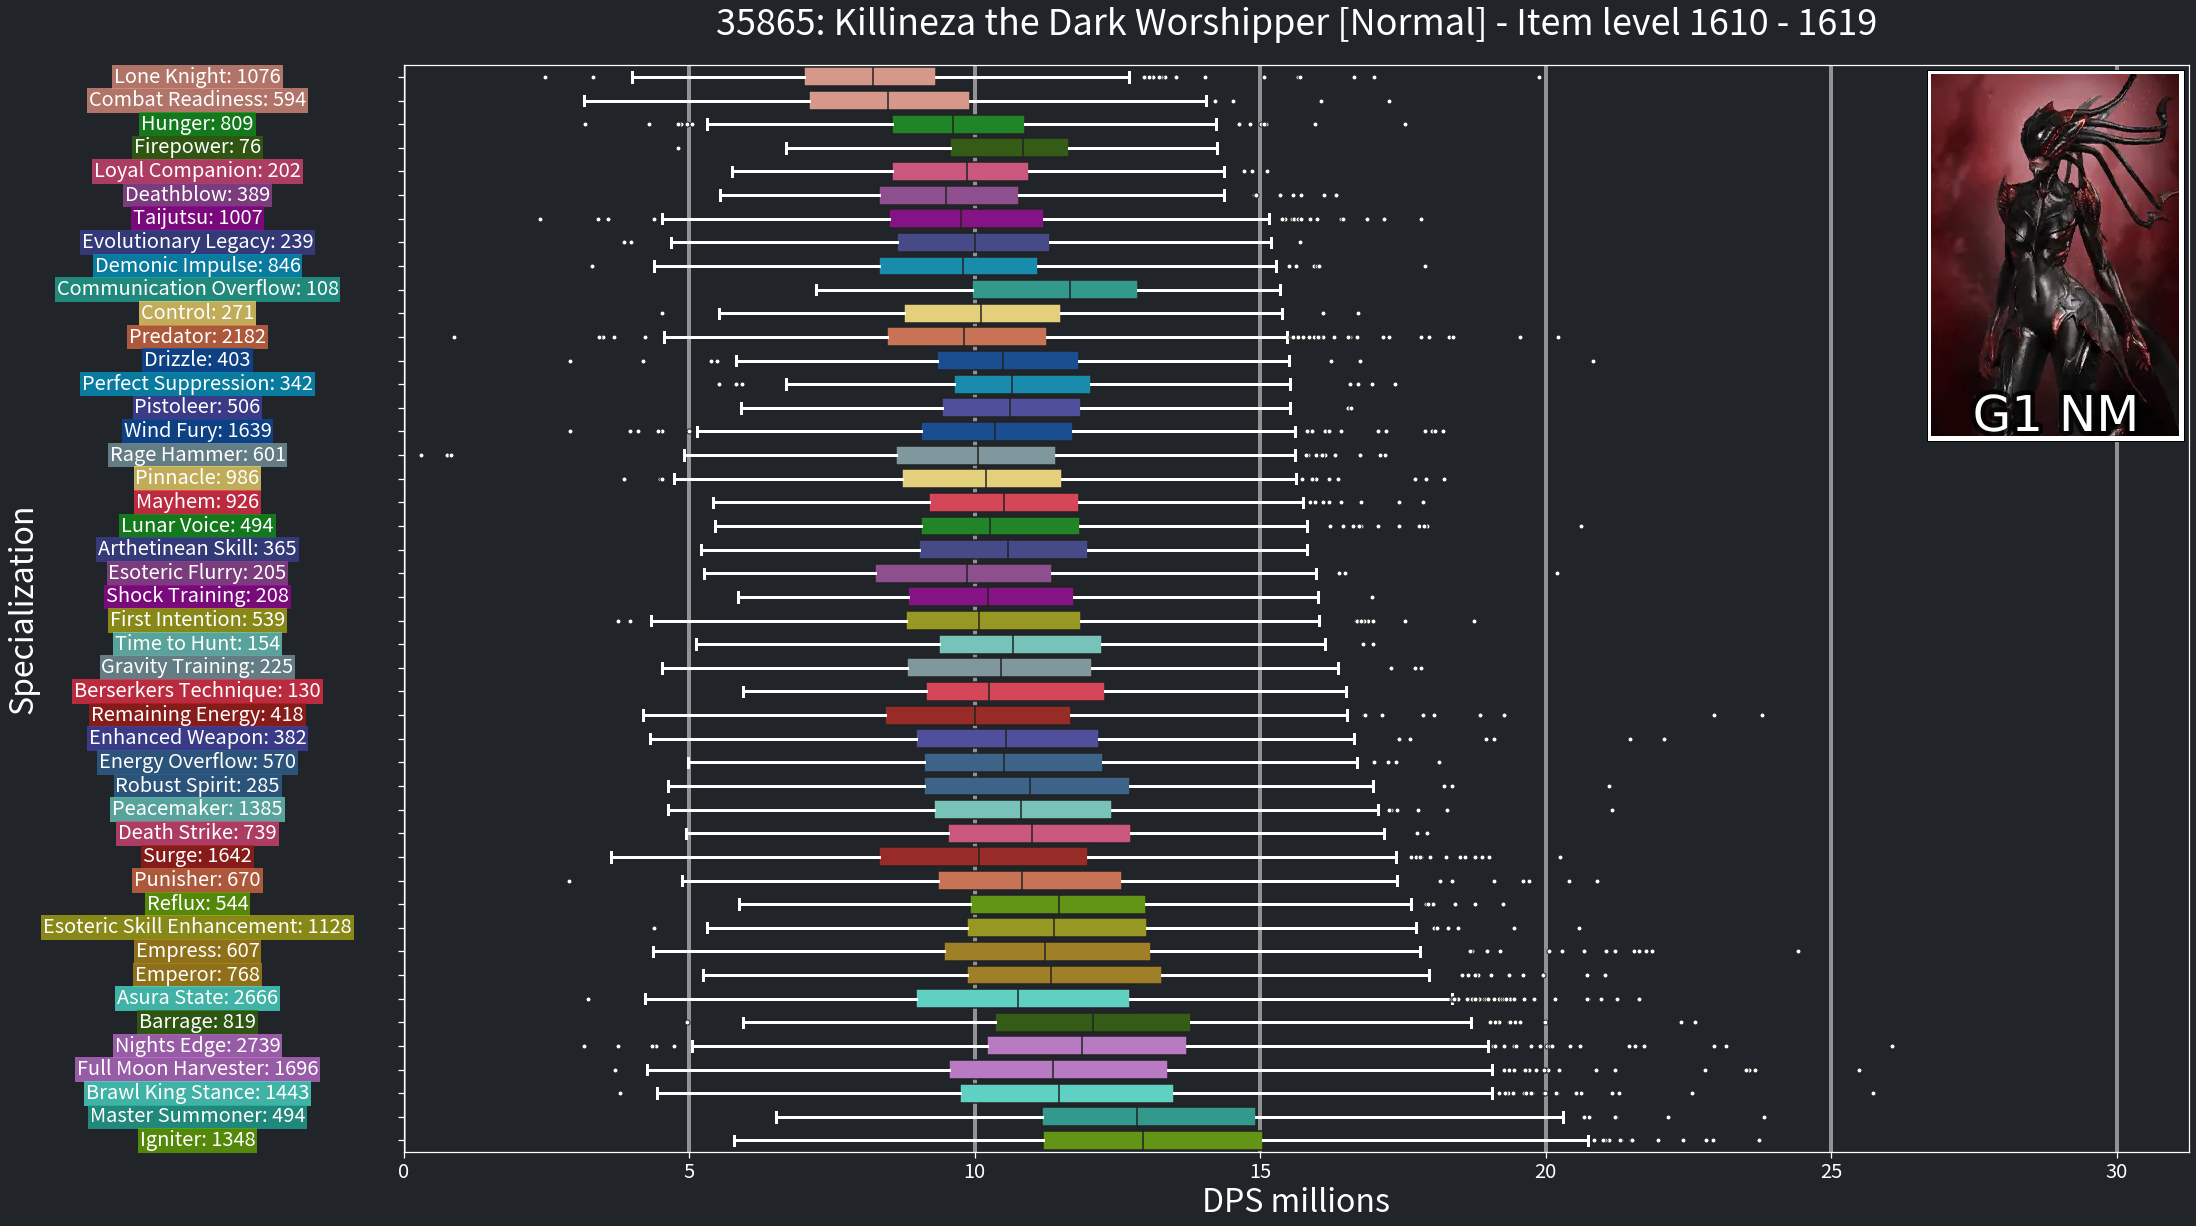 35865: Killineza the Dark Worshipper [Normal] - Item level 1610 - 1619
Lone Knight: 1076
Combat Readiness: 594
Hunger: 809
Firepower: 76
Loyal Companion: 202
Deathblow: 389
Taijutsu: 1007
Evolutionary Legacy: 239
Demonic Impulse: 846
Communication Overflow: 108
Control: 271
Predator: 2182
Drizzle: 403
Perfect Suppression: 342
Pistoleer: 506
Wind Fury: 1639
Rage Hammer: 601
Pinnacle: 986
Mayhem: 926
Lunar Voice: 494
Arthetinean Skill: 365
Esoteric Flurry: 205
Shock Training: 208
First Intention: 539
Time to Hunt: 154
Gravity Training: 225
Berserkers Technique: 130
Remaining Energy: 418
Enhanced Weapon: 382
Energy Overflow: 570
Robust Spirit: 285
Peacemaker: 1385
Death Strike: 739
Surge: 1642
Punisher: 670
Reflux: 544
Esoteric Skill Enhancement: 1128
Empress: 607
Emperor: 768
Asura State: 2666
Barrage: 819
Nights Edge: 2739
Full Moon Harvester: 1696
Brawl King Stance: 1443
Master Summoner: 494
Igniter: 1348
Specialization
G1 NM
0 5 10 15 20 25 30
DPS millions